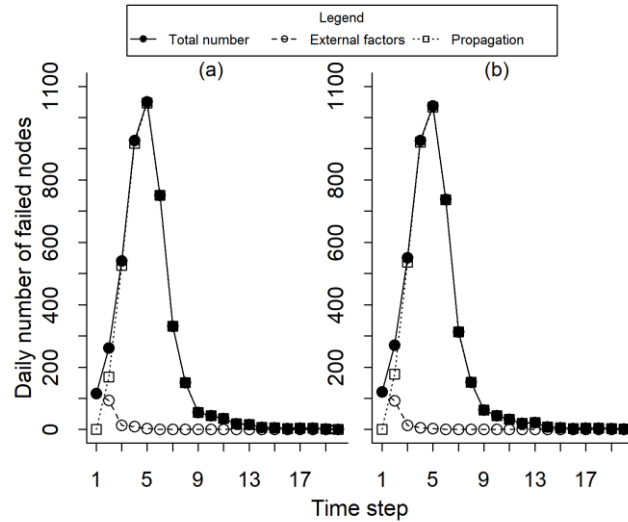 Legend
Total number External factors Propagation
(a) (b)
Daily number of failed nodes
0 200 400 600 800 1100
0 200 400 600 800 1100
1 5 9 13 17
1 5 9 13 17
Time step